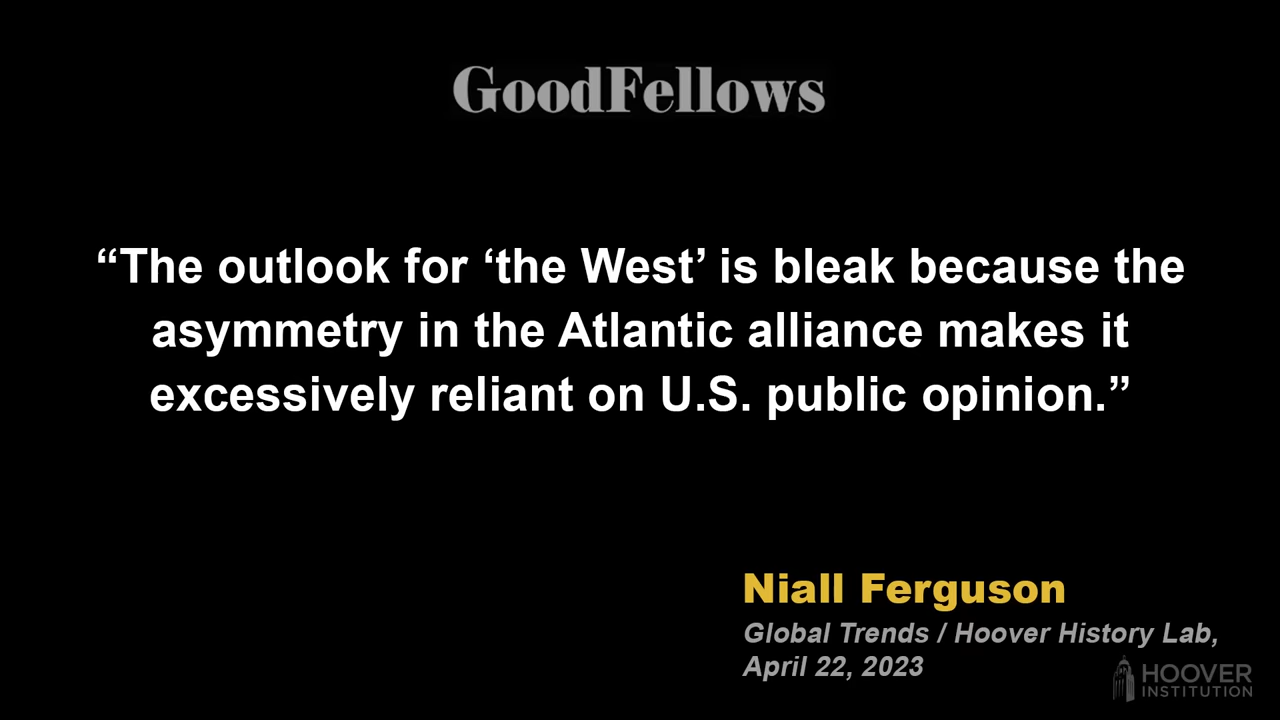 GoodFellows
“The outlook for ‘the West’ is bleak because the
asymmetry in the Atlantic alliance makes it
excessively reliant on U.S. public opinion.”
Niall Ferguson
Global Trends / Hoover History Lab,
April 22, 2023
HOOVER
INSTITUTION